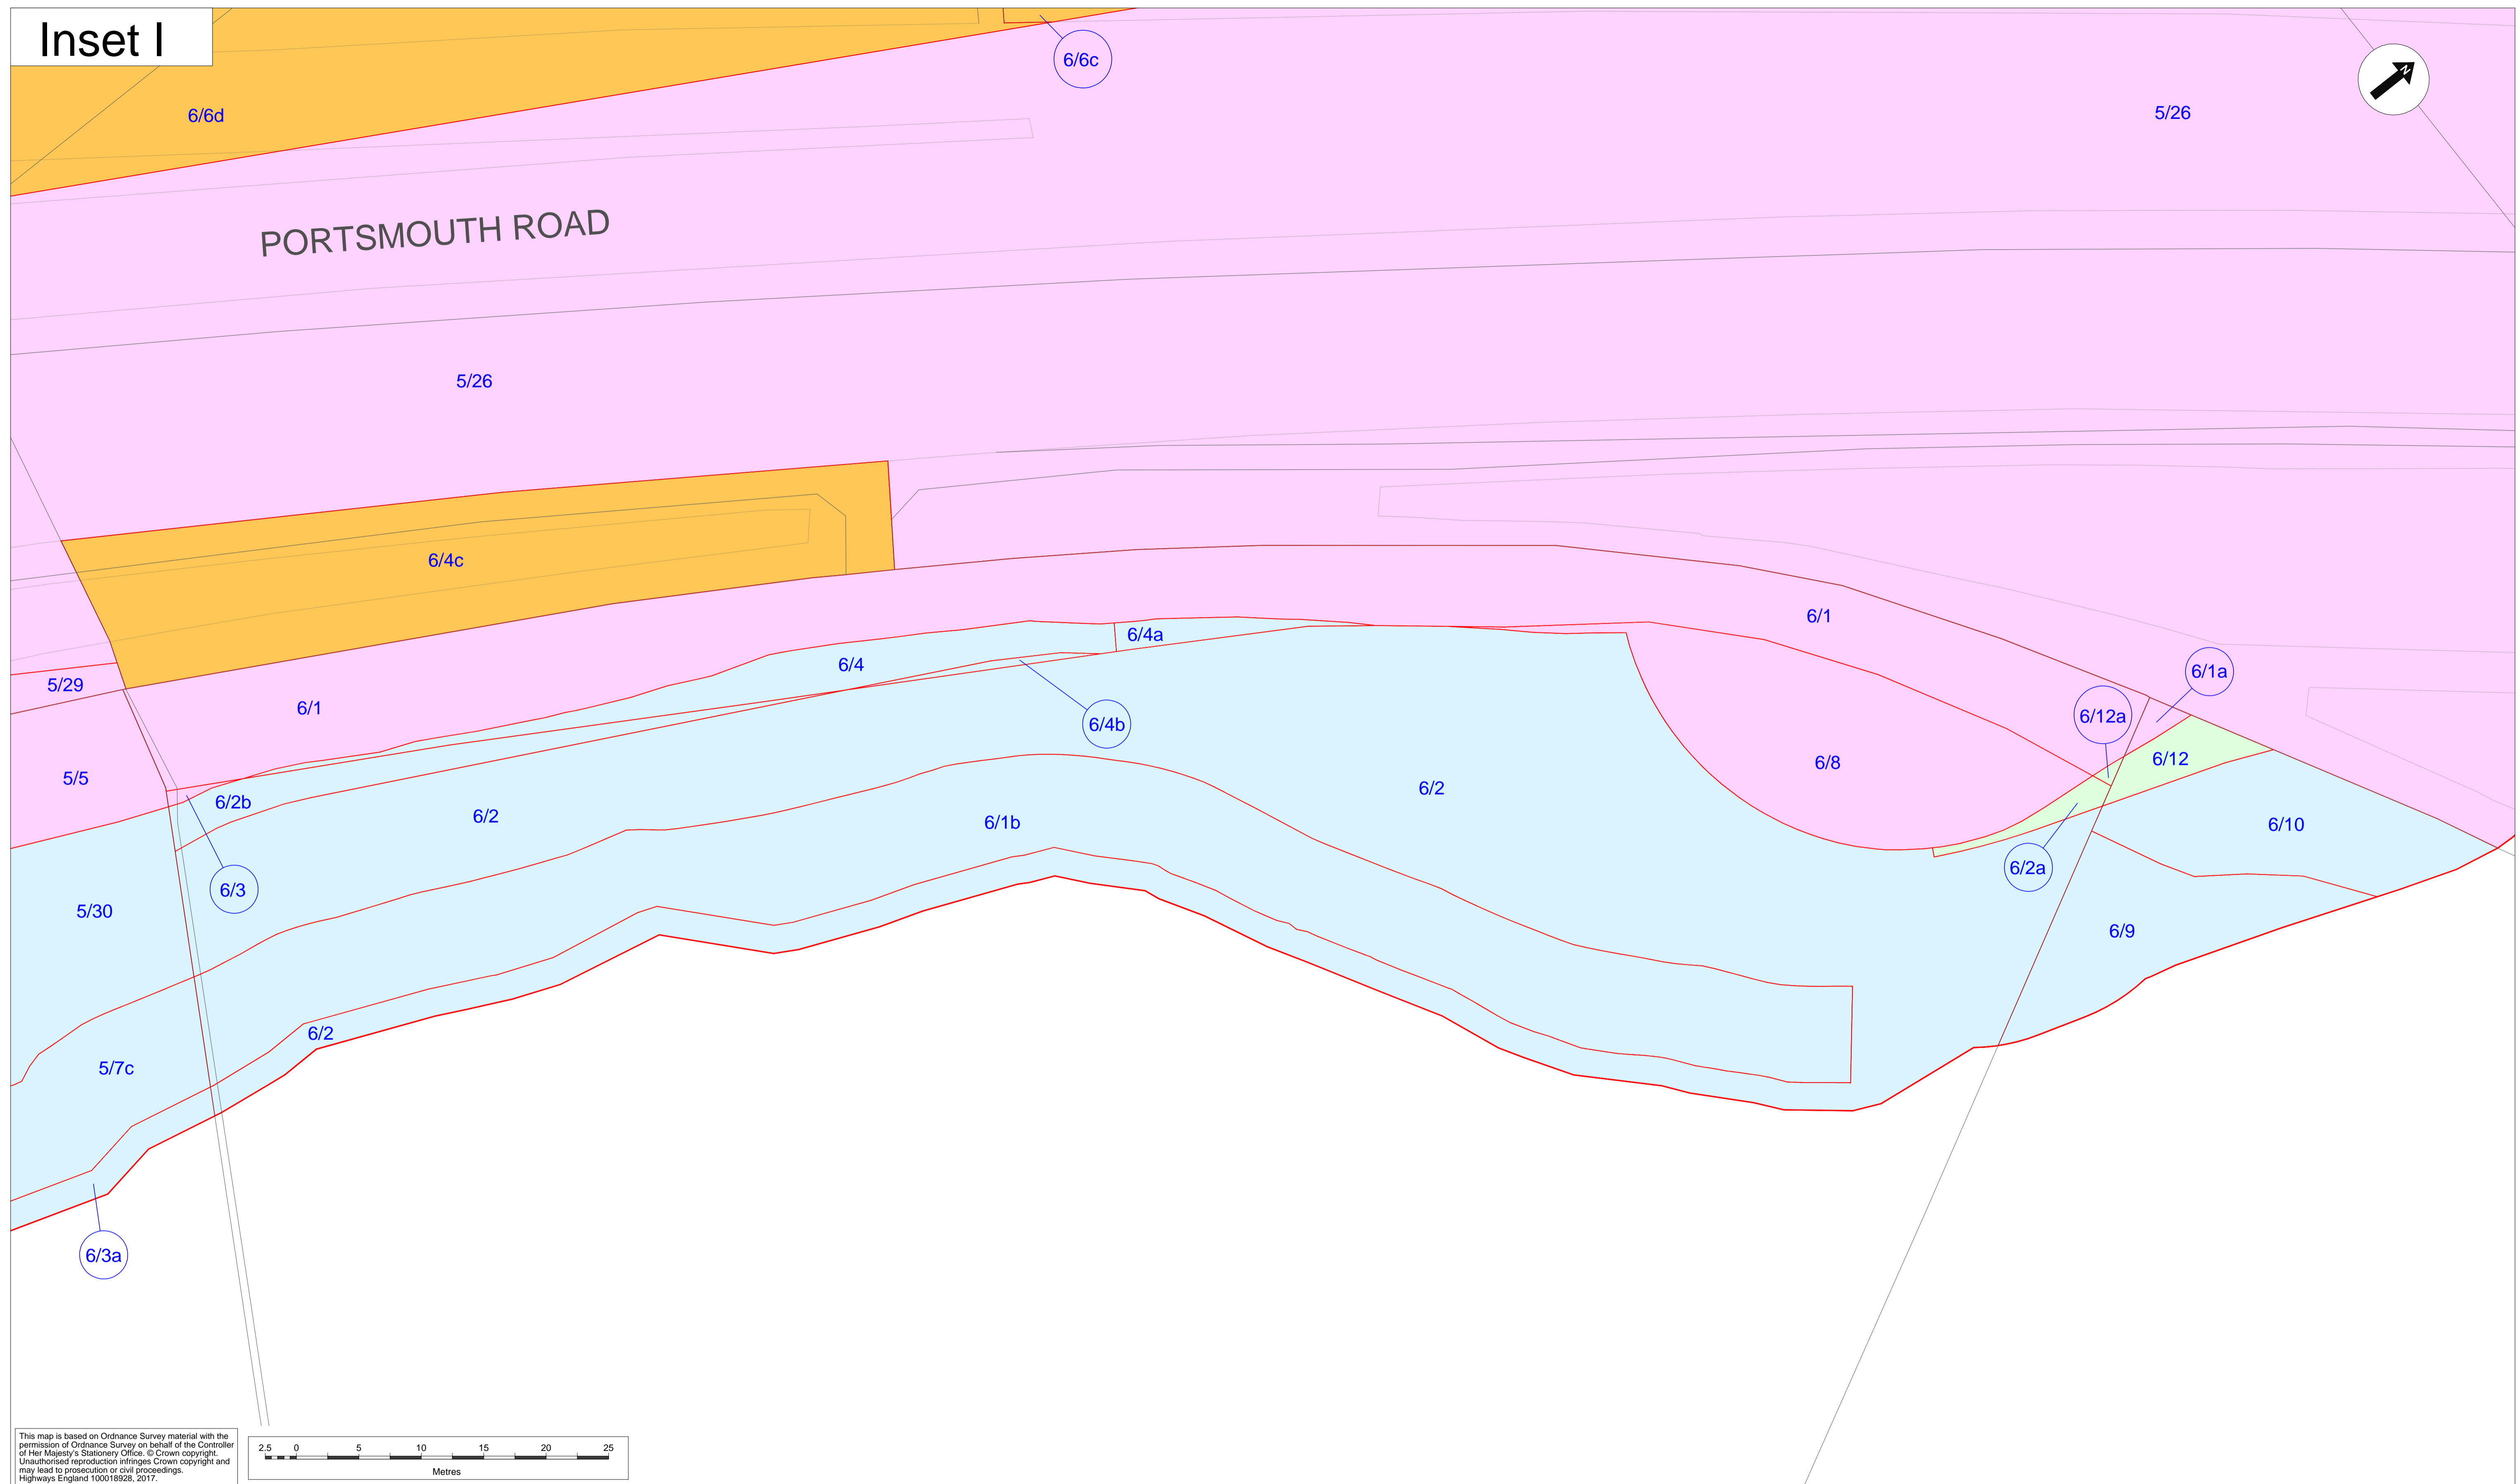 Inset I
6/6c
N
6/6d
5/26
PORTSMOUTH ROAD
5/26
6/4c
6/1
6/4a
6/4
6/1a
5/29
6/1
6/12a
6/4b
6/12
6/8
5/5
6/2
6/2b
6/2
6/1b
6/10
6/2a
6/3
5/30
6/9
6/2
5/7c
6/3a
This map is based on Ordnance Survey material with the
permission of Ordnance Survey on behalf of the Controller
of Her Majesty's Stationery Office. © Crown copyright.
Unauthorised reproduction infringes Crown copyright and
may lead to prosecution or civil proceedings.
Highways England 100018928, 2017.
2.5 0 5 10 15 20 25
Metres